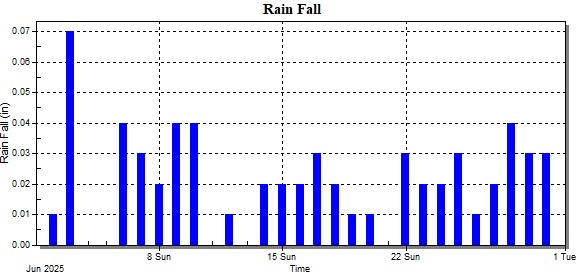 Rain Fall
0.07
0.06
0.05
0.04
0.03
0.02
0.01
0.00
Rain Fall (in)
8 Sun
15 Sun
22 Sun
1 Tue
Jun 2025
Time